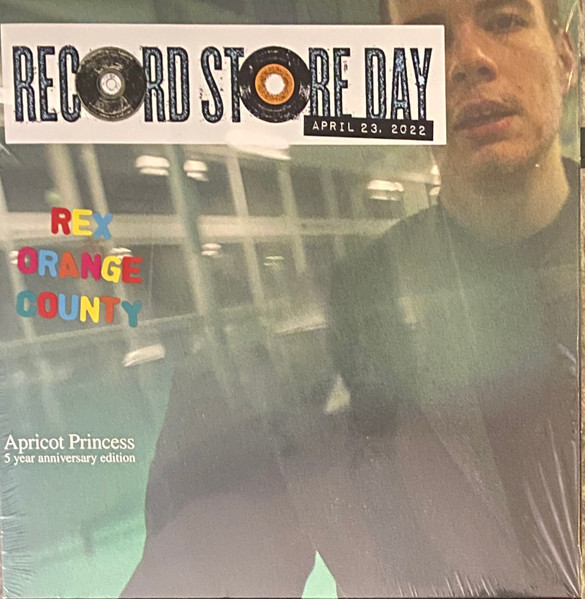 RECORD STORE DAY
APRIL 23, 2022
REX
ORANGE
COUNTY
Apricot Princess
5 year anniversary edition